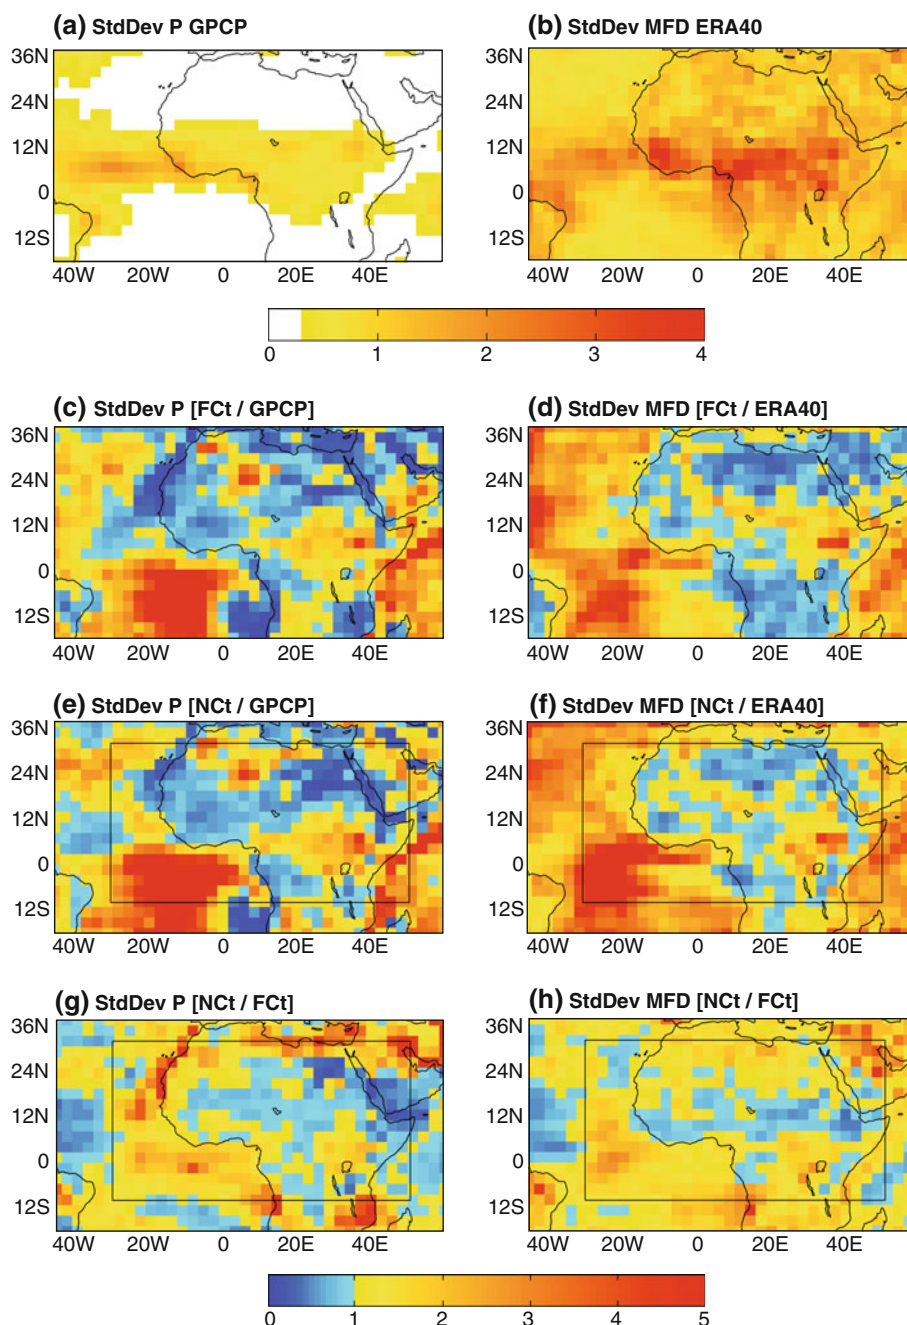 (a) StdDev P GPCP
(b) StdDev MFD ERA40
36N
24N
12N
0
12S
40W 20W 0 20E 40E
36N
24N
12N
0
12S
40W 20W 0 20E 40E
0 1 2 3 4
(c) StdDev P [FCt / GPCP]
(d) StdDev MFD [FCt / ERA40]
36N
24N
12N
0
12S
40W 20W 0 20E 40E
36N
24N
12N
0
12S
40W 20W 0 20E 40E
(e) StdDev P [NCt / GPCP]
(f) StdDev MFD [NCt / ERA40]
36N
24N
12N
0
12S
40W 20W 0 20E 40E
36N
24N
12N
0
12S
40W 20W 0 20E 40E
(g) StdDev P [NCt / FCt]
(h) StdDev MFD [NCt / FCt]
36N
24N
12N
0
12S
40W 20W 0 20E 40E
36N
24N
12N
0
12S
40W 20W 0 20E 40E
0 1 2 3 4 5